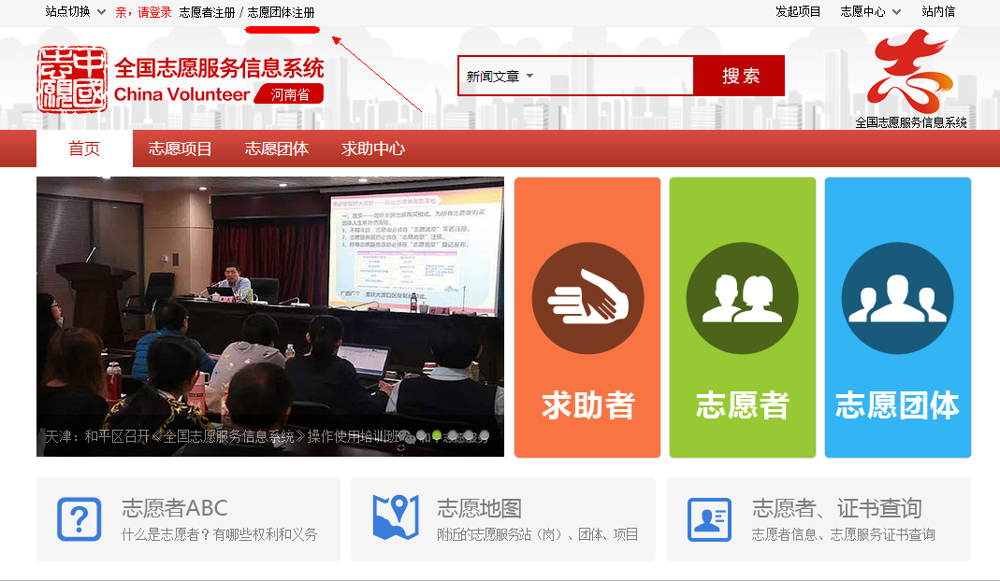 站点切换 亲，请登录 志愿者注册 / 志愿团体注册 发起项目 志愿中心 站内信
中国志愿
全国志愿服务信息系统
China Volunteer 河南省
新闻文章 搜索
全国志愿服务信息系统
首页 志愿项目 志愿团体 求助中心
天津：和平区召开《全国志愿服务信息系统》操作使用培训班
求助者 志愿者 志愿团体
志愿者ABC
什么是志愿者？有哪些权利和义务
志愿地图
附近的志愿服务站（岗）、团体、项目
志愿者、证书查询
志愿者信息、志愿服务证书查询